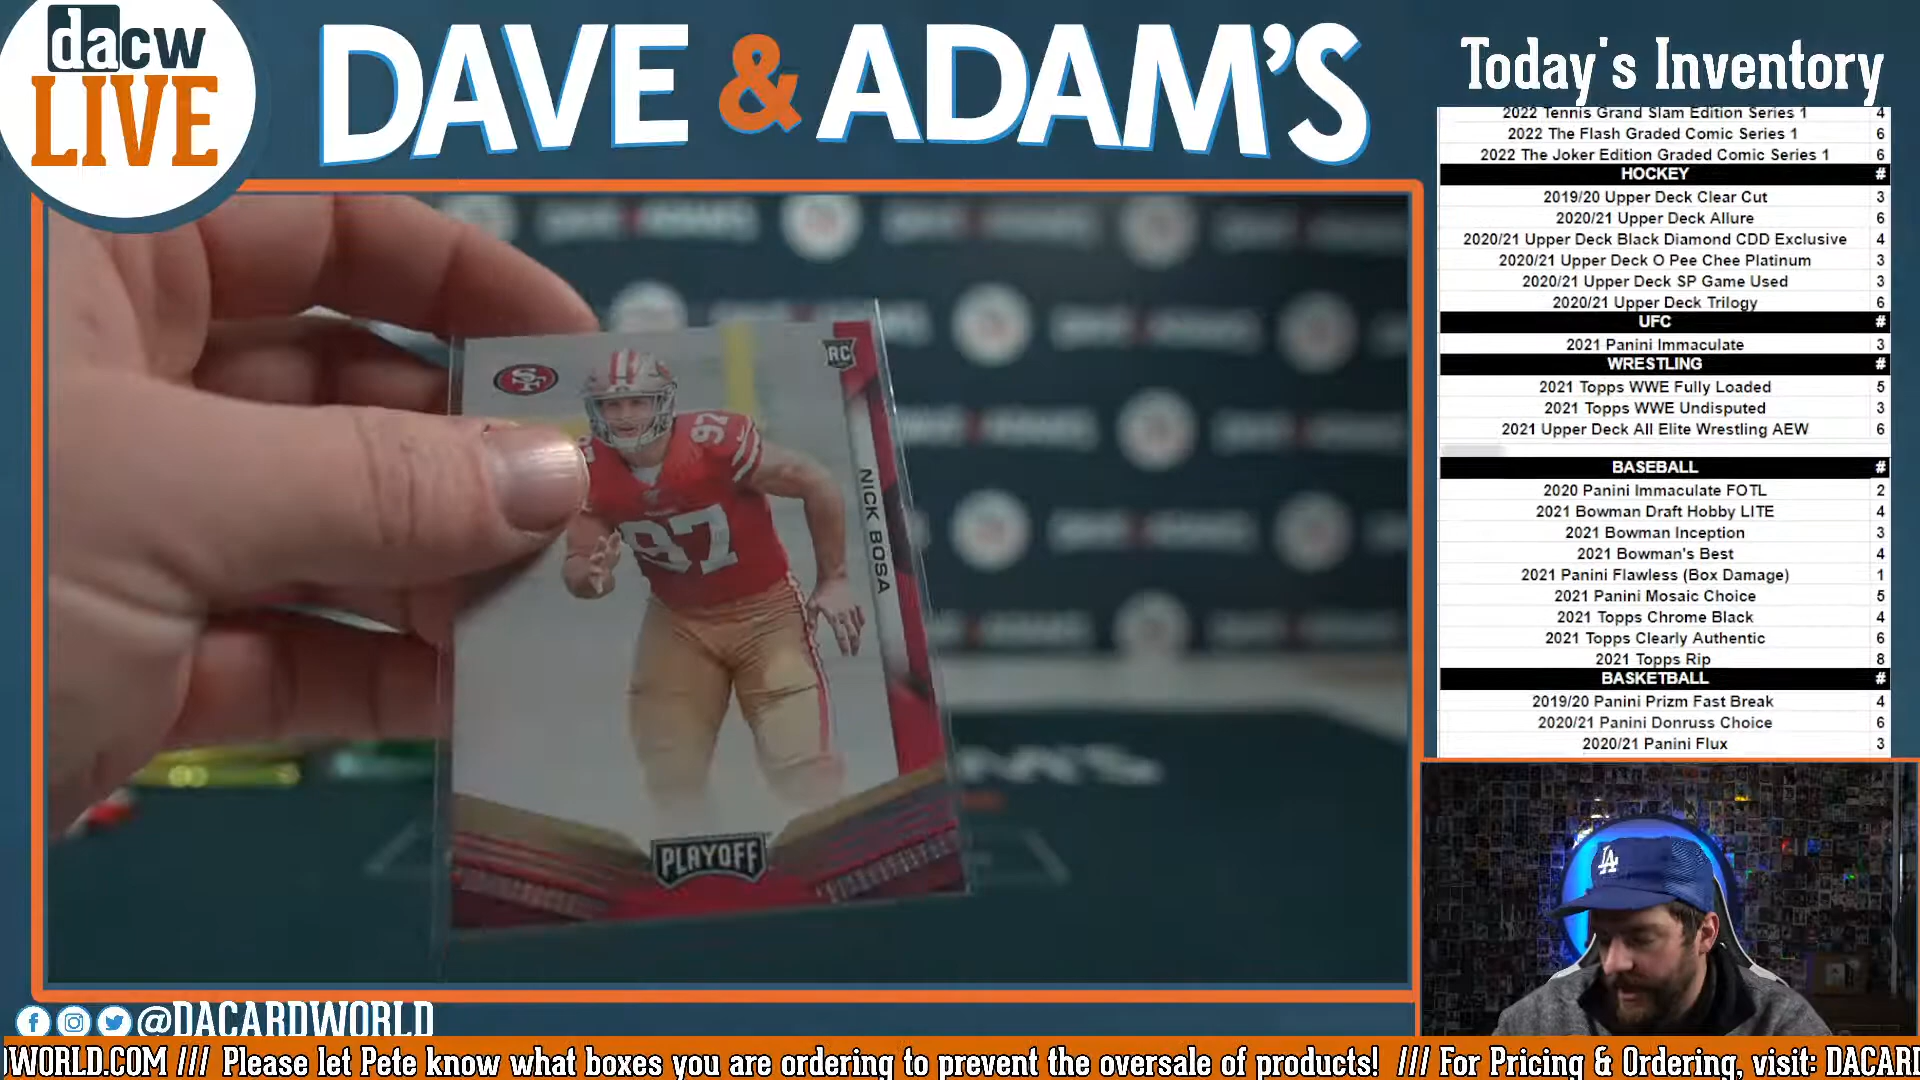 dacw
LIVE
DAVE & ADAM'S
Today's Inventory
2022 Tennis Grand Slam Edition Series 1 4
2022 The Flash Graded Comic Series 1 6
2022 The Joker Edition Graded Comic Series 1 6
HOCKEY #
2019/20 Upper Deck Clear Cut 3
2020/21 Upper Deck Allure 6
2020/21 Upper Deck Black Diamond CDD Exclusive 4
2020/21 Upper Deck O Pee Chee Platinum 3
2020/21 Upper Deck SP Game Used 3
2020/21 Upper Deck Trilogy 6
UFC #
2021 Panini Immaculate 3
WRESTLING #
2021 Topps WWE Fully Loaded 5
2021 Topps WWE Undisputed 3
2021 Upper Deck All Elite Wrestling AEW 6
BASEBALL #
2020 Panini Immaculate FOTL 2
2021 Bowman Draft Hobby LITE 4
2021 Bowman Inception 3
2021 Bowman's Best 4
2021 Panini Flawless (Box Damage) 1
2021 Panini Mosaic Choice 5
2021 Topps Chrome Black 4
2021 Topps Clearly Authentic 6
2021 Topps Rip 8
BASKETBALL #
2019/20 Panini Prizm Fast Break 4
2020/21 Panini Donruss Choice 6
2020/21 Panini Flux 3
SF
RC
97
97
NICK BOSA
PLAYOFF
LA
@DACARDWORLD
WORLD.COM /// Please let Pete know what boxes you are ordering to prevent the oversale of products! /// For Pricing & Ordering, visit: DACARD